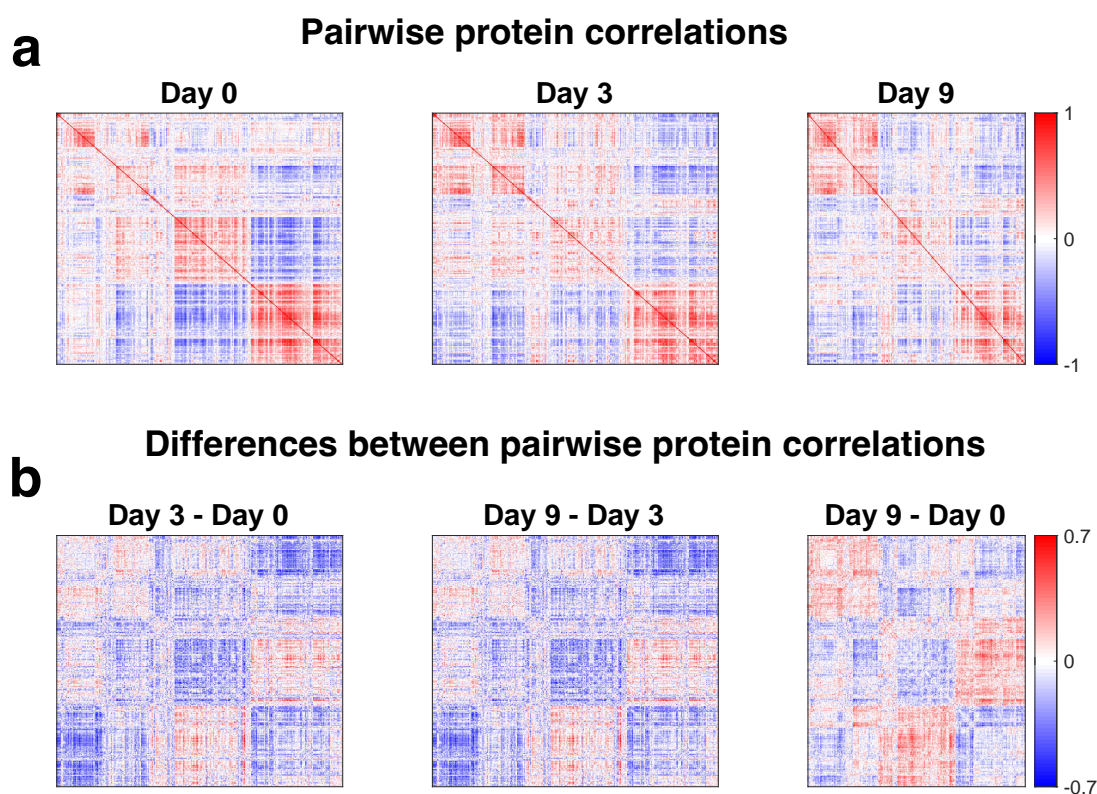 a
Pairwise protein correlations
Day 0
Day 3
Day 9
1
0
-1
b
Differences between pairwise protein correlations
Day 3 - Day 0
Day 9 - Day 3
Day 9 - Day 0
0.7
0
-0.7